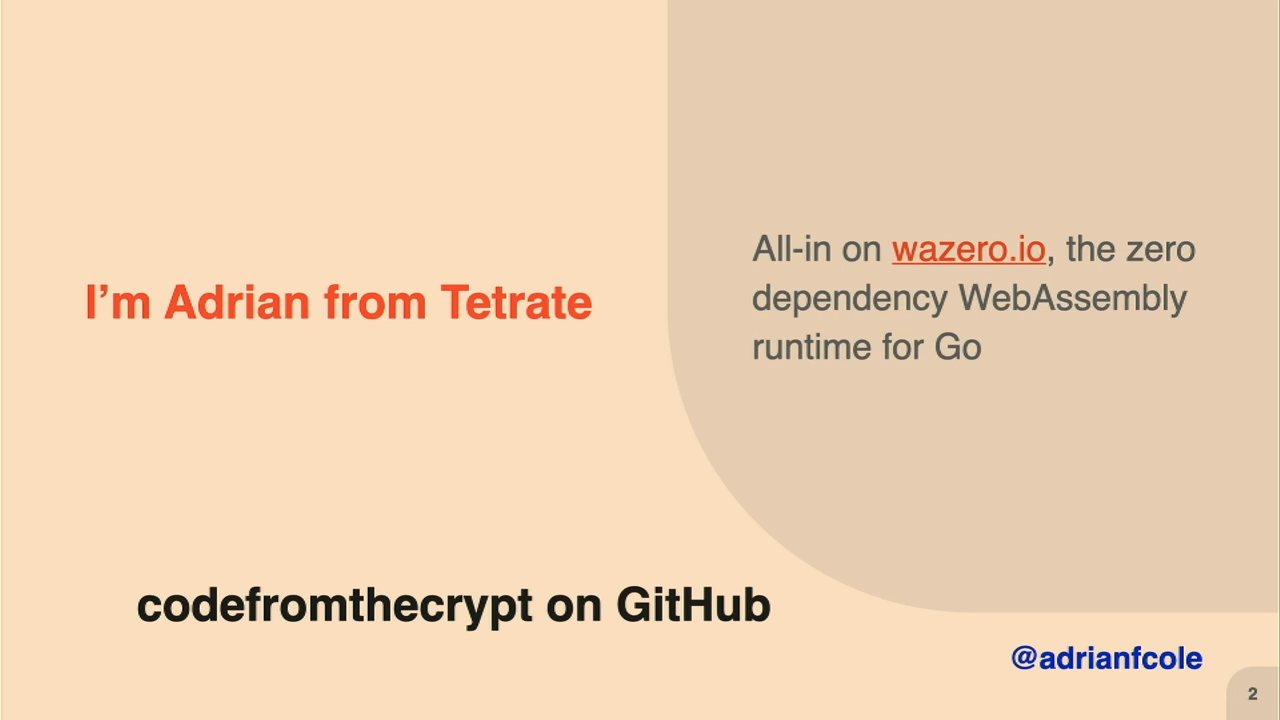 I’m Adrian from Tetrate
All-in on wazero.io, the zero
dependency WebAssembly
runtime for Go
codefromthecrypt on GitHub
@adrianfcole
2